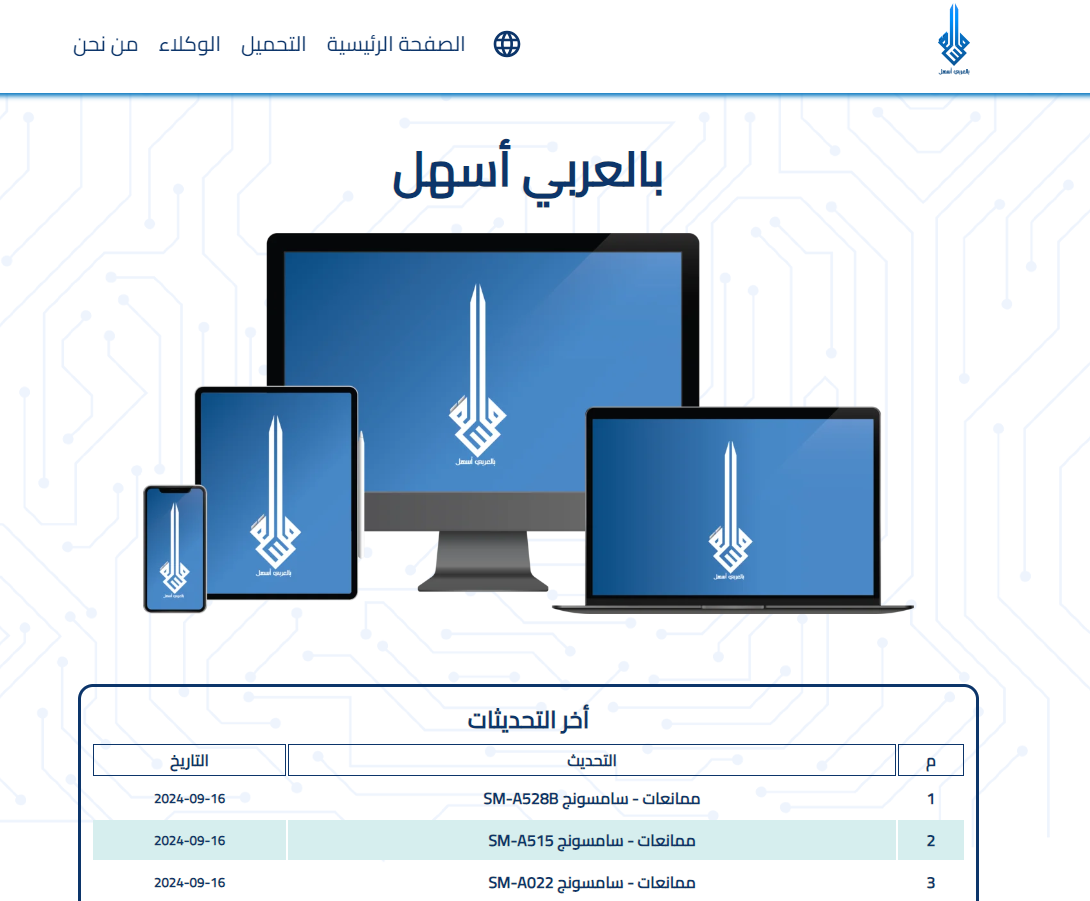 بالعربي أسهل
الصفحة الرئيسية التحميل الوكلاء من نحن
بالعربي أسهل
بالعربي أسهل
بالعربي أسهل
بالعربي أسهل
بالعربي أسهل
أخر التحديثات
م التحديث التاريخ
1 ممانعات - سامسونج SM-A528B 2024-09-16
2 ممانعات - سامسونج SM-A515 2024-09-16
3 ممانعات - سامسونج SM-A022 2024-09-16